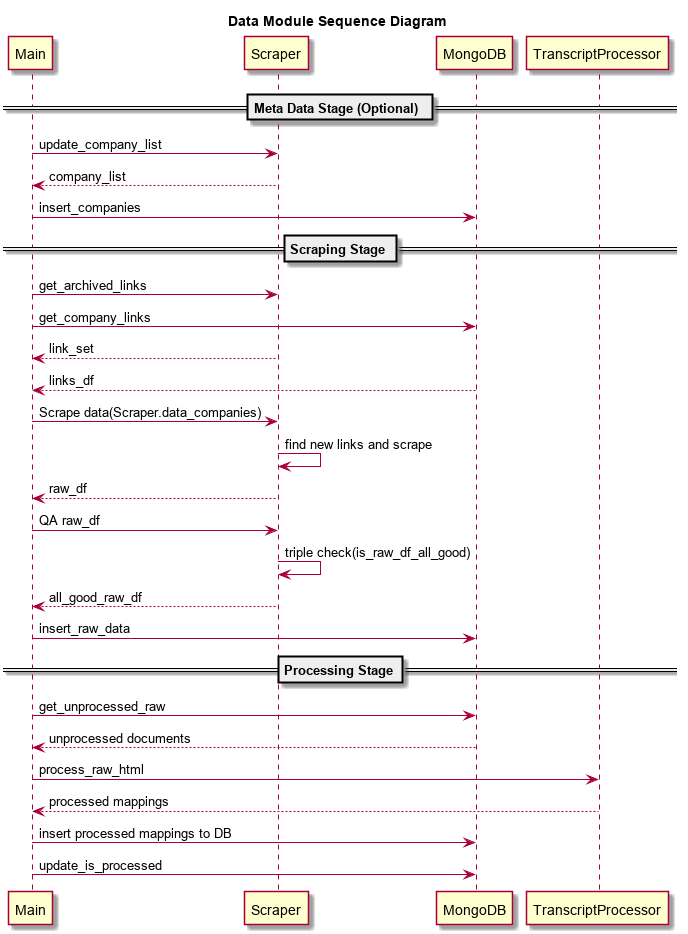 Data Module Sequence Diagram
Main Scraper MongoDB TranscriptProcessor
Meta Data Stage (Optional)
update_company_list
company_list
insert_companies
Scraping Stage
get_archived_links
get_company_links
link_set
links_df
Scrape data(Scraper.data_companies)
find new links and scrape
raw_df
QA raw_df
triple check(is_raw_df_all_good)
all_good_raw_df
insert_raw_data
Processing Stage
get_unprocessed_raw
unprocessed documents
process_raw_html
processed mappings
insert processed mappings to DB
update_is_processed
Main Scraper MongoDB TranscriptProcessor